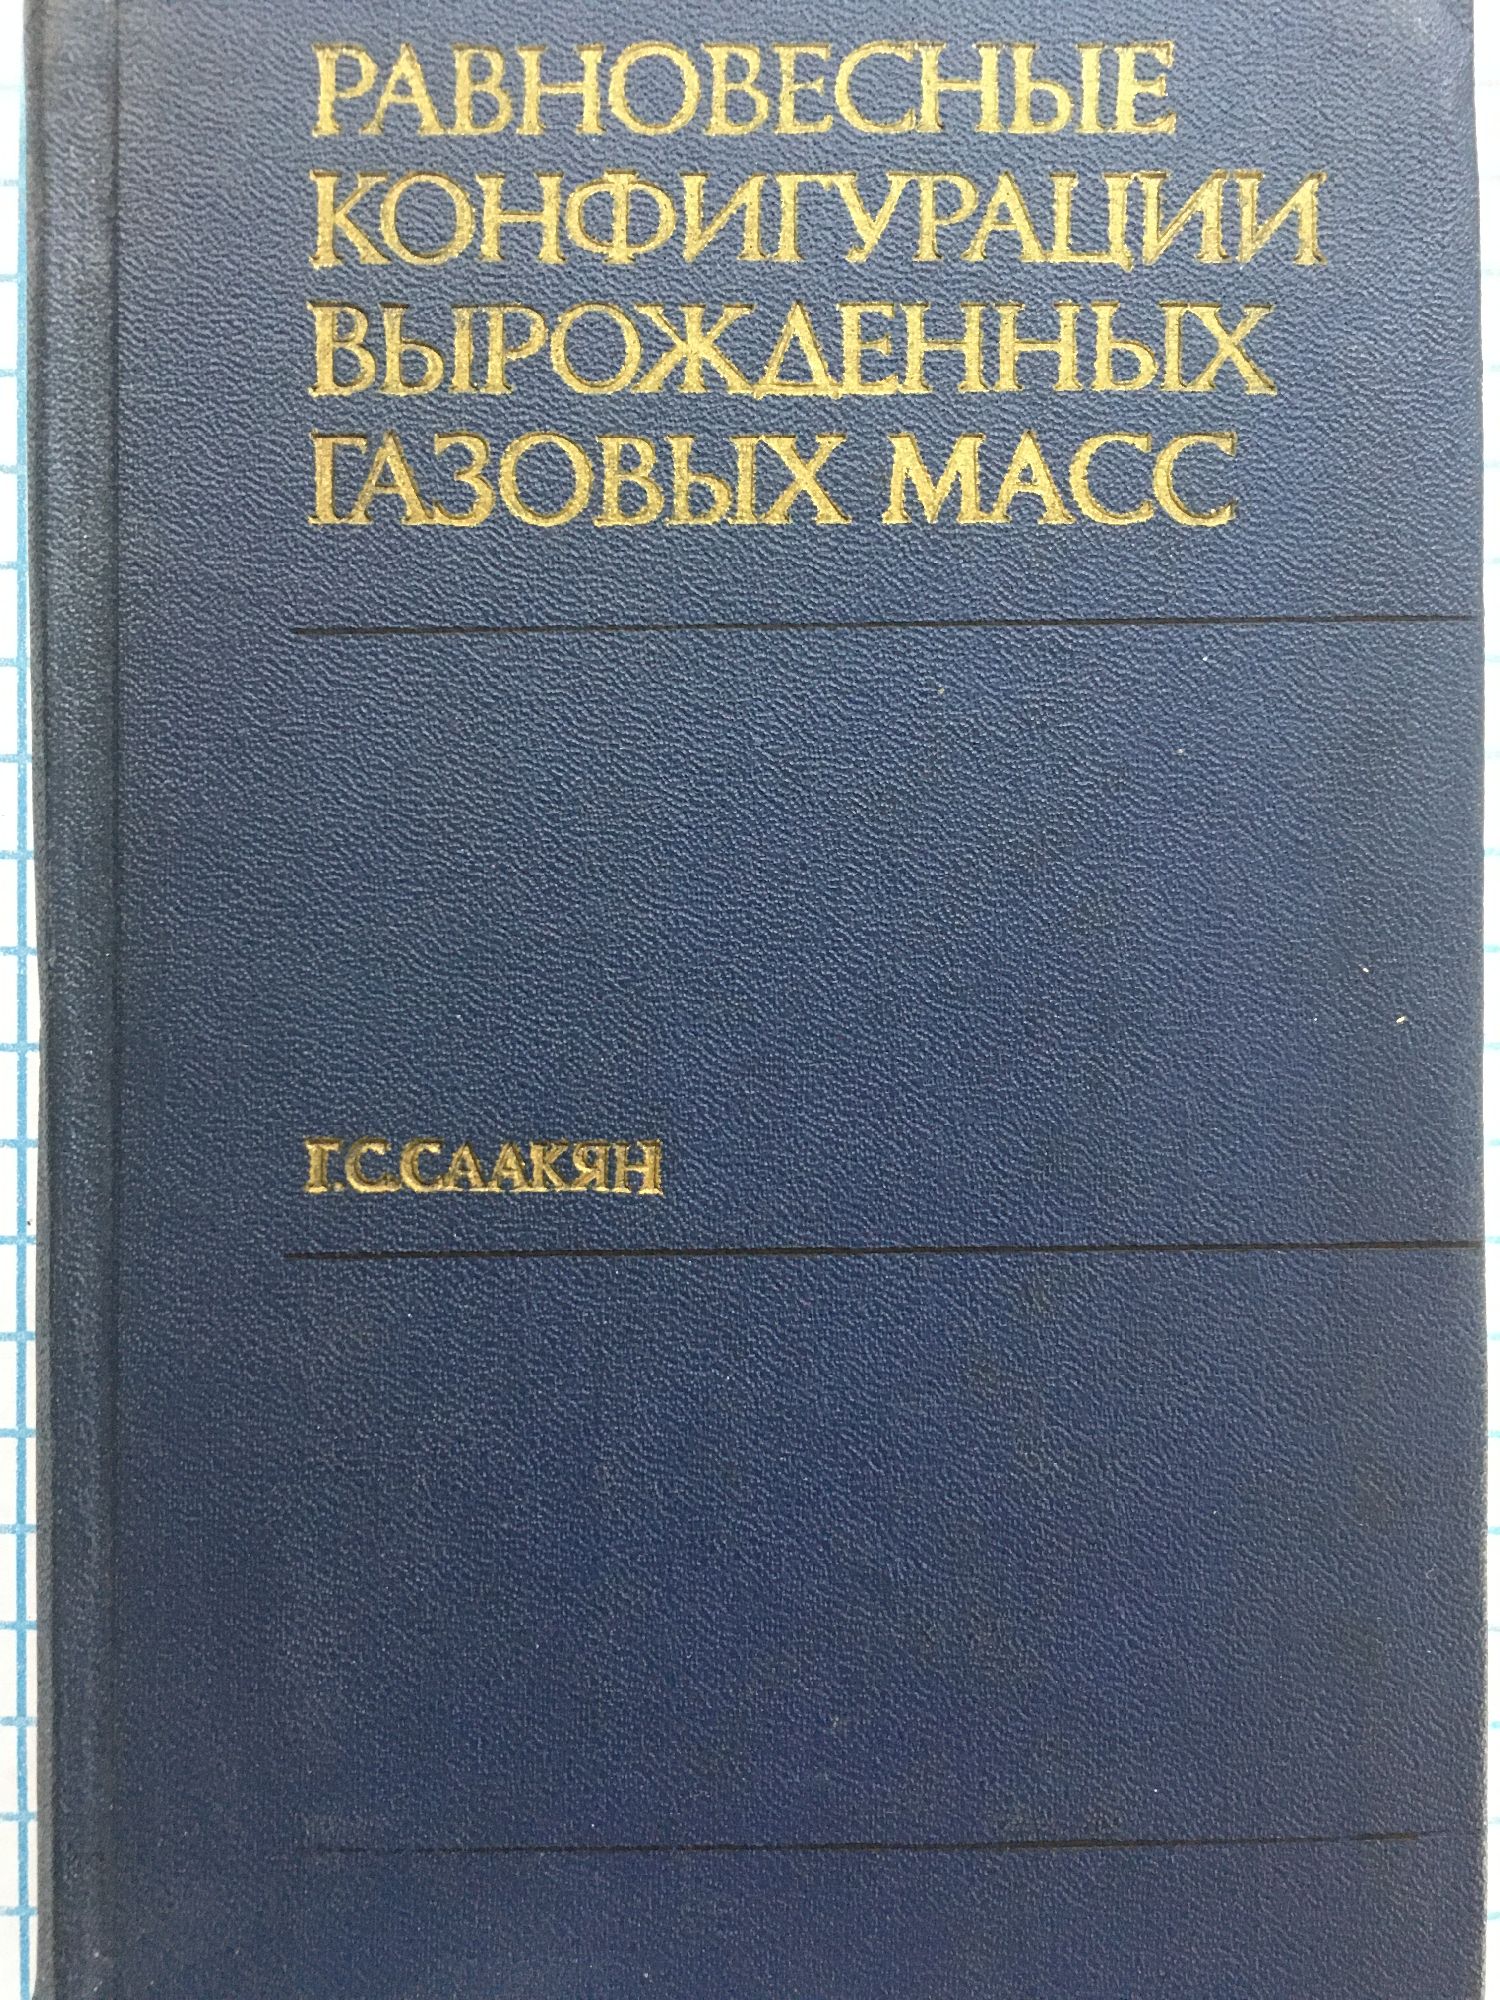 РАВНОВЕСНЫЕ
КОНФИГУРАЦИИ
ВЫРОЖДЕННЫХ
ГАЗОВЫХ МАСС
Г.С.СААКЯН